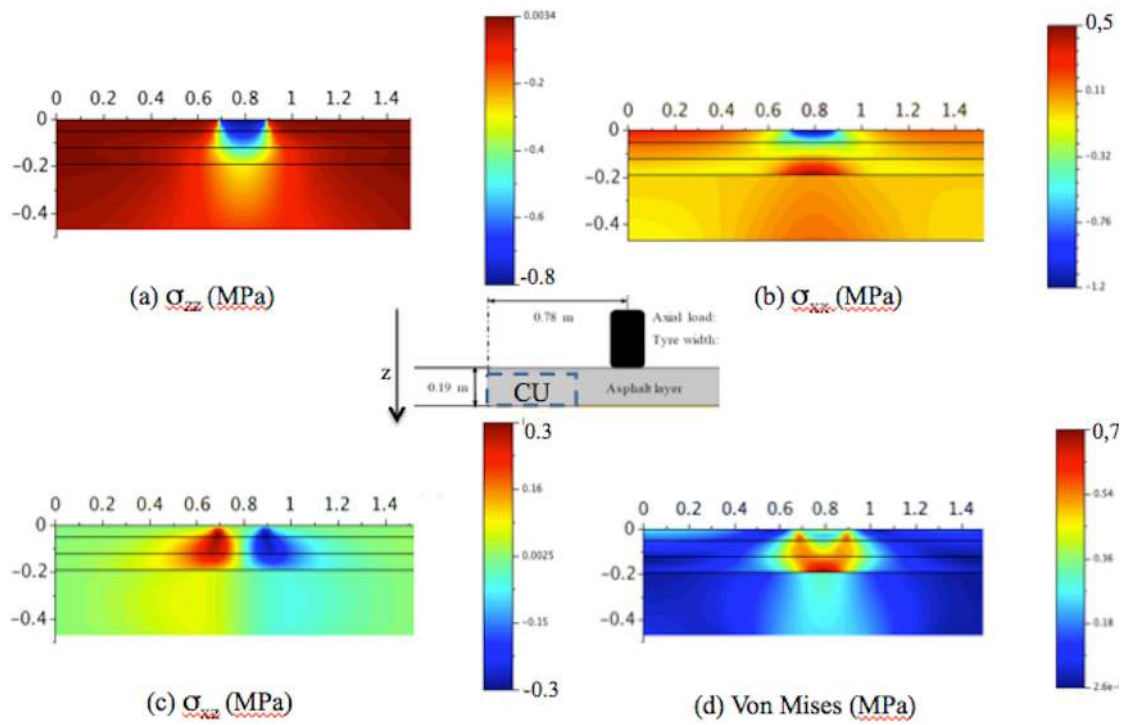 0.0034
0 0.2 0.4 0.6 0.8 1 1.2 1.4
0
−0.2
−0.4
−0.2
−0.4
−0.6
-0.8
(a) σzz (MPa)
0,5
0 0.2 0.4 0.6 0.8 1 1.2 1.4
0
−0.2
−0.4
0.11
−0.32
−0.76
−1.2
(b) σxx (MPa)
0.78 m
Axial load:
Tyre width:
z
0.19 m
CU
Asphalt layer
0.3
0 0.2 0.4 0.6 0.8 1 1.2 1.4
0
−0.2
−0.4
0.16
0.0025
−0.15
-0.3
(c) σxz (MPa)
0,7
0 0.2 0.4 0.6 0.8 1 1.2 1.4
0
−0.2
−0.4
0.54
0.36
0.18
(d) Von Mises (MPa)